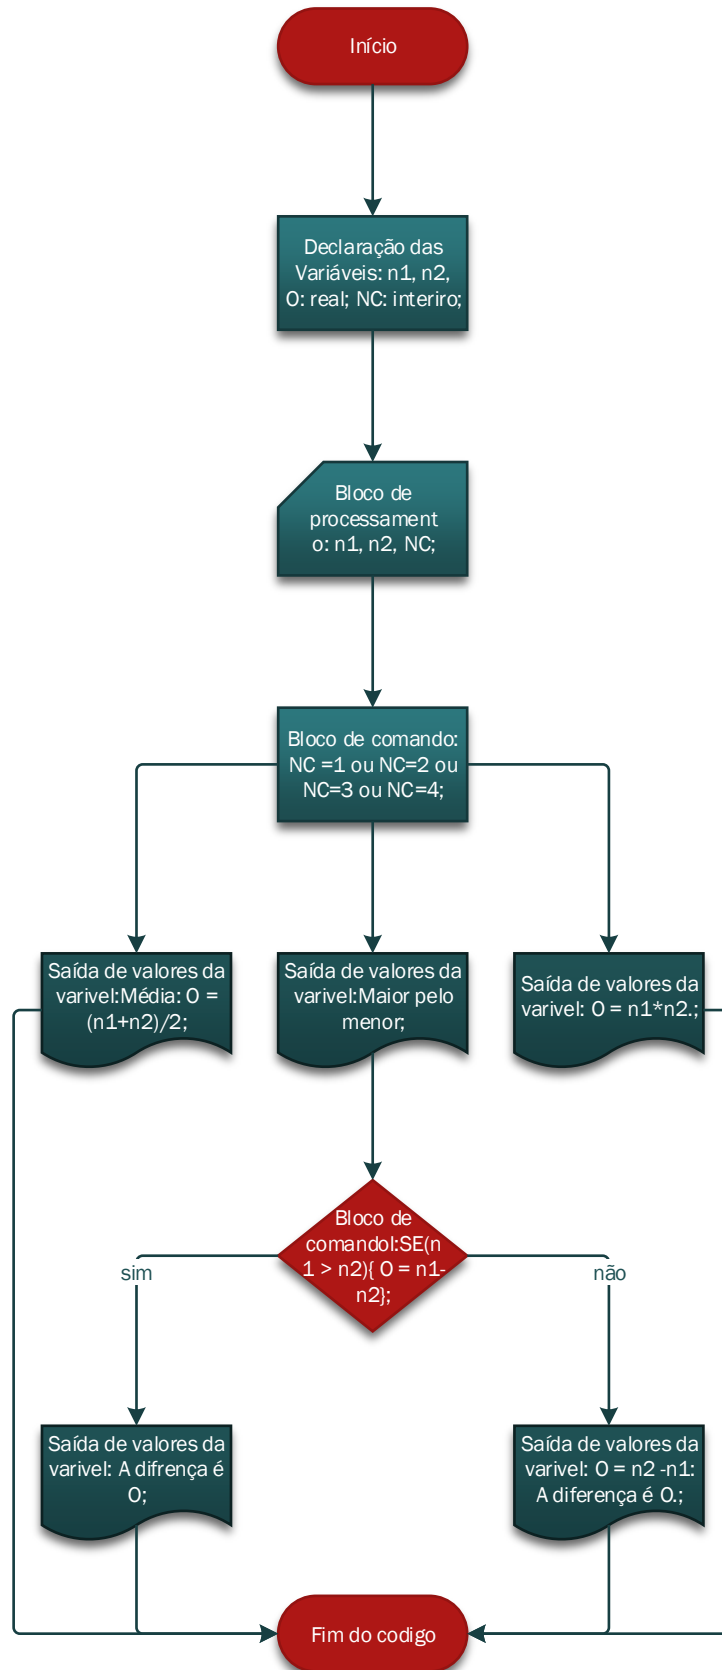 Início
Declaração das
Variáveis: n1, n2,
O: real; NC: interiro;
Bloco de
processament
o: n1, n2, NC;
Bloco de comando:
NC =1 ou NC=2 ou
NC=3 ou NC=4;
Saída de valores da
varivel:Média: O =
(n1+n2)/2;
Saída de valores da
varivel:Maior pelo
menor;
Saída de valores da
varivel: O = n1*n2.;
Bloco de
comandol:SE(n
1 > n2){ O = n1-
n2};
sim
não
Saída de valores da
varivel: A difrença é
O;
Saída de valores da
varivel: O = n2 -n1:
A diferença é O.;
Fim do codigo